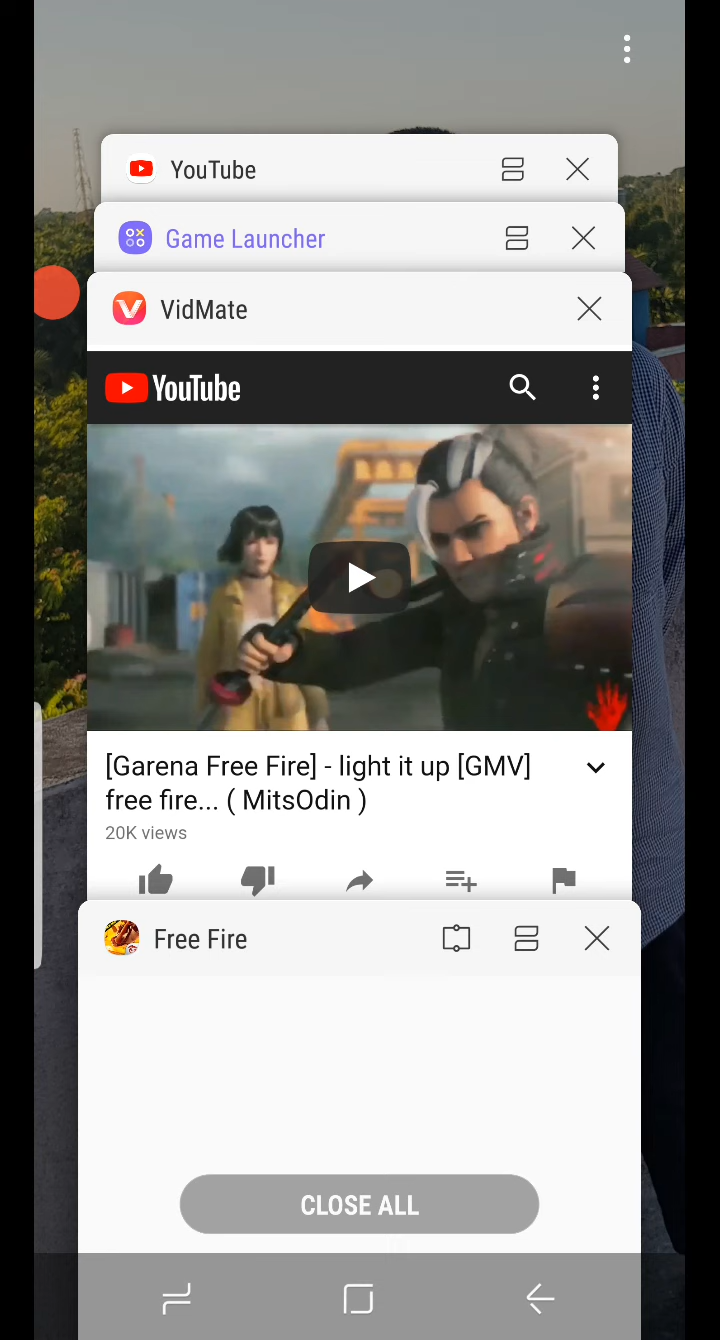 YouTube
Game Launcher
VidMate
YouTube
[Garena Free Fire] - light it up [GMV]
free fire... ( MitsOdin )
20K views
Free Fire
CLOSE ALL